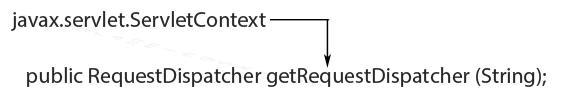 javax.servlet.ServletContext
public RequestDispatcher getRequestDispatcher (String);